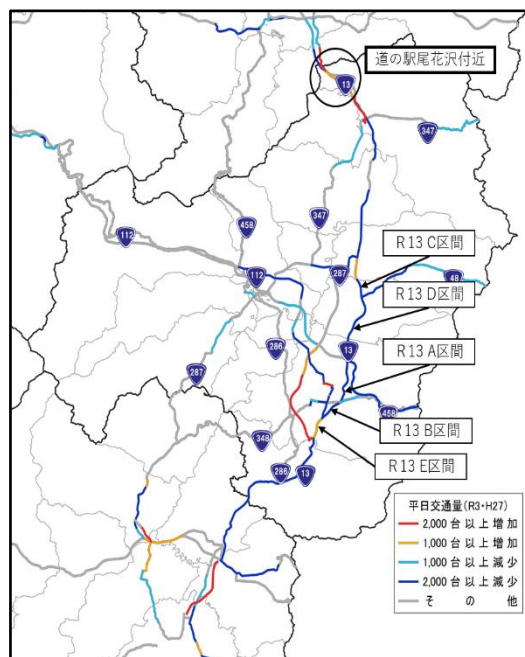 道の駅尾花沢付近
13
347
347
458
112
112
287
48
R13 C区間
R13 D区間
13
286
R13 A区間
287
458
R13 B区間
348
R13 E区間
286
13
平日交通量(R3-H27)
2,000 台以上増加
1,000 台以上増加
1,000 台以上減少
2,000 台以上減少
そ の 他